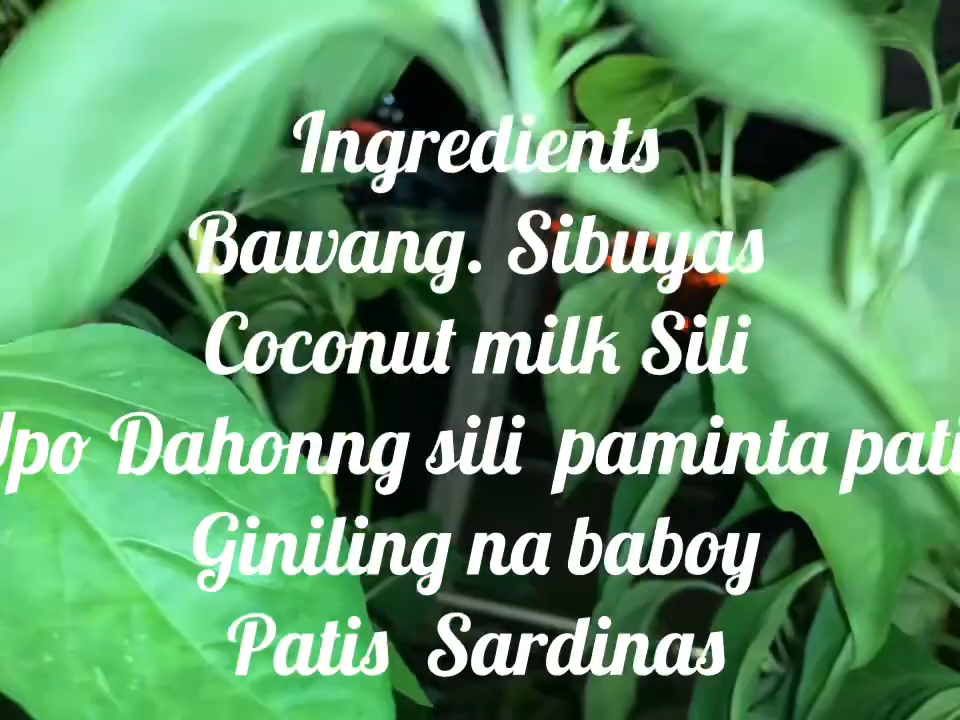 Ingredients
Bawang. Sibuyas
Coconut milk Sili
Upo Dahonng sili paminta pati
Giniling na baboy
Patis Sardinas